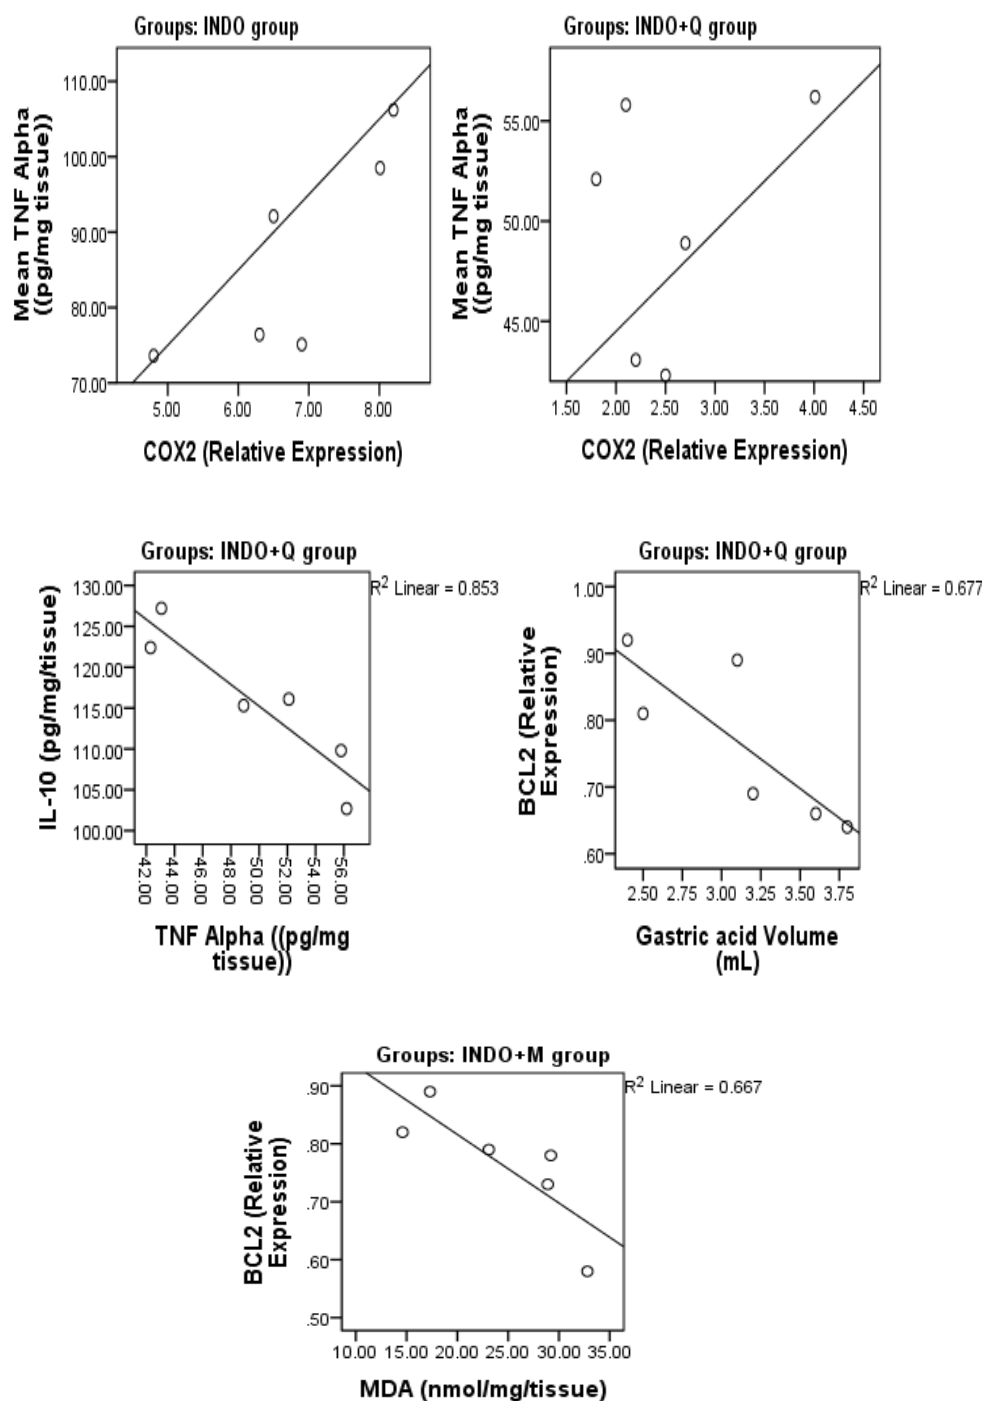 Groups: INDO group
Mean TNF Alpha
((pg/mg tissue))
110.00
100.00
90.00
80.00
70.00
5.00 6.00 7.00 8.00
COX2 (Relative Expression)
Groups: INDO+Q group
Mean TNF Alpha
((pg/mg tissue))
55.00
50.00
45.00
1.50 2.00 2.50 3.00 3.50 4.00 4.50
COX2 (Relative Expression)
Groups: INDO+Q group
R² Linear = 0.853
IL-10 (pg/mg/tissue)
130.00
125.00
120.00
115.00
110.00
105.00
100.00
42.00 44.00 46.00 48.00 50.00 52.00 54.00 56.00
TNF Alpha ((pg/mg
tissue))
Groups: INDO+Q group
R² Linear = 0.677
BCL2 (Relative
Expression)
1.00
.90
.80
.70
.60
2.50 2.75 3.00 3.25 3.50 3.75
Gastric acid Volume
(mL)
Groups: INDO+M group
R² Linear = 0.667
BCL2 (Relative
Expression)
.90
.80
.70
.60
.50
10.00 15.00 20.00 25.00 30.00 35.00
MDA (nmol/mg/tissue)